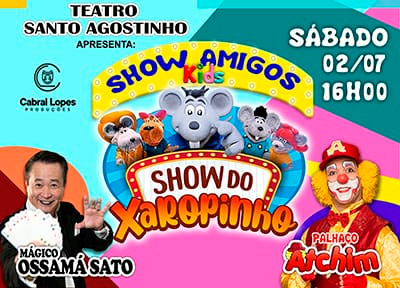 TEATRO
SANTO AGOSTINHO
APRESENTA:
Cabral Lopes
PRODUÇÕES
SHOW AMIGOS
Kids
SÁBADO
02/07
16H00
SHOW DO
XAROPINHO
MÁGICO
OSSAMÁ SATO
PALHAÇO
Atchim
A